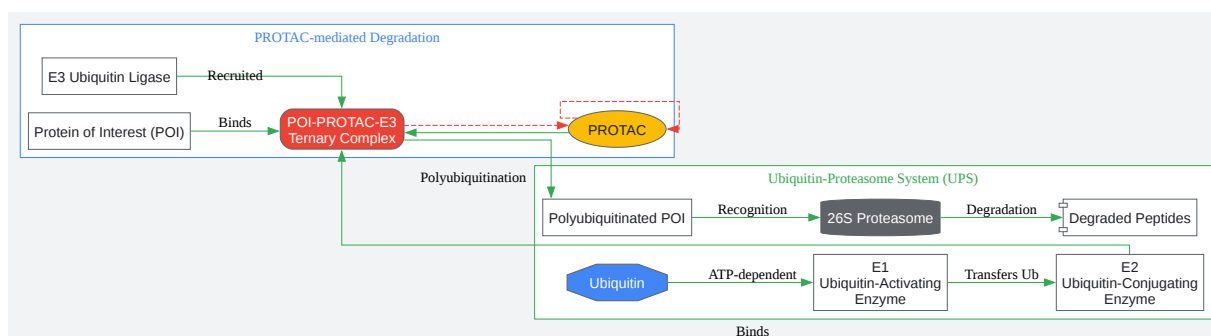 PROTAC-mediated Degradation
E3 Ubiquitin Ligase
Recruited
Protein of Interest (POI)
Binds
POI-PROTAC-E3
Ternary Complex
PROTAC
Polyubiquitination
Ubiquitin-Proteasome System (UPS)
Polyubiquitinated POI
Recognition
26S Proteasome
Degradation
Degraded Peptides
Ubiquitin
ATP-dependent
E1
Ubiquitin-Activating
Enzyme
Transfers Ub
E2
Ubiquitin-Conjugating
Enzyme
Binds